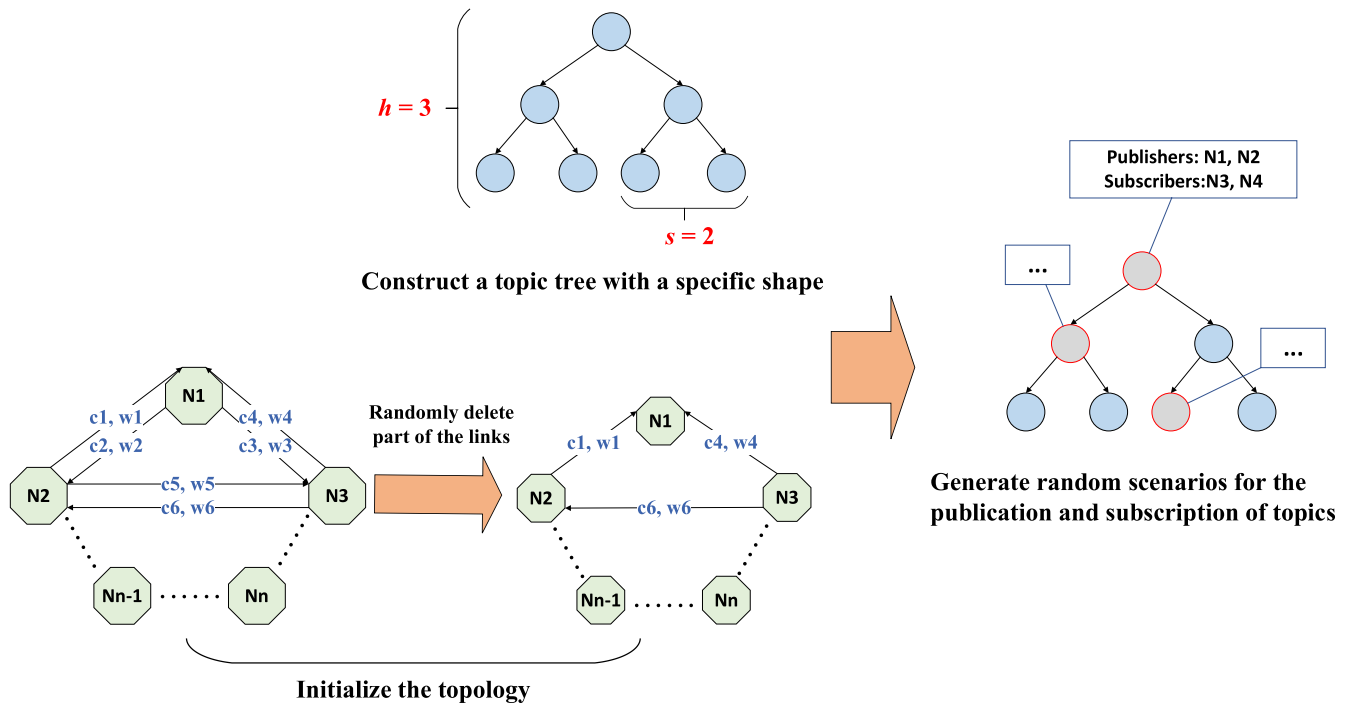 h = 3
s = 2
Construct a topic tree with a specific shape
Publishers: N1, N2
Subscribers:N3, N4
...
...
Generate random scenarios for the
publication and subscription of topics
N1
c1, w1
c4, w4
c2, w2
c3, w3
N2
c5, w5
N3
c6, w6
Nn-1
Nn
Randomly delete
part of the links
N1
c1, w1
c4, w4
N2
c6, w6
N3
Nn-1
Nn
Initialize the topology